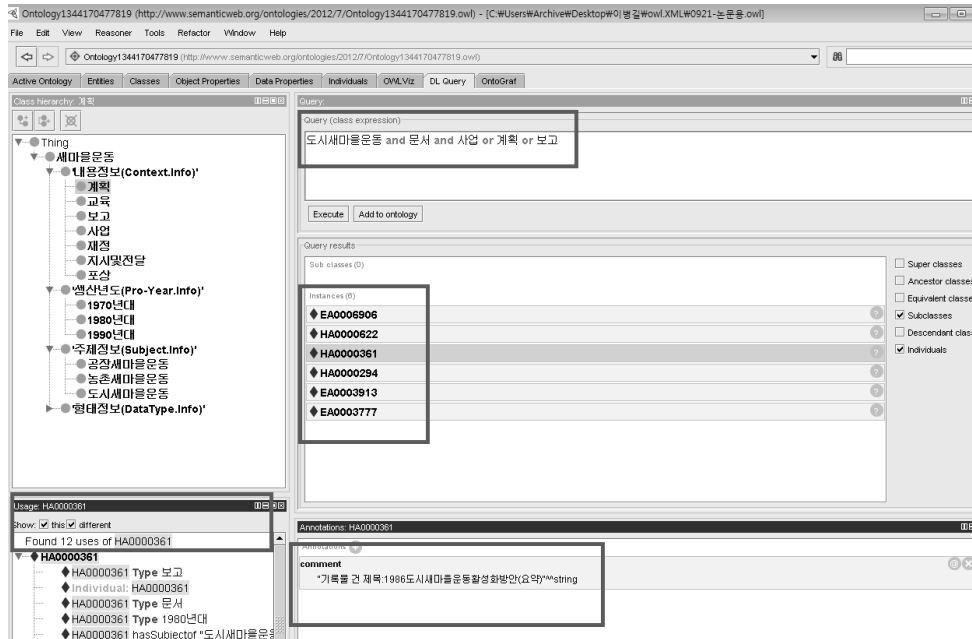 Ontology1344170477819 (http://www.semanticweb.org/ontologies/2012/7/Ontology1344170477819.owl) - [C:₩Users₩Archive₩Desktop₩이병길₩owl.XML₩0921-논문용.owl]
File Edit View Reasoner Tools Refactor Window Help
Ontology1344170477819 (http://www.semanticweb.org/ontologies/2012/7/Ontology1344170477819.owl)
Active Ontology Entities Classes Object Properties Data Properties Individuals OWLViz DL Query OntoGraf
Class hierarchy: 계획
Thing
새마을운동
'내용정보(Context.Info)'
계획
교육
보고
사업
재정
지시및전달
포상
'생산년도(Pro-Year.Info)'
1970년대
1980년대
1990년대
'주제정보(Subject.Info)'
공장새마을운동
농촌새마을운동
도시새마을운동
'형태정보(DataType.Info)'
Query:
Query (class expression)
도시새마을운동 and 문서 and 사업 or 계획 or 보고
Execute Add to ontology
Query results
Sub classes (0)
Instances (6)
EA0006906
HA0000622
HA0000361
HA0000294
EA0003913
EA0003777
Super classes
Ancestor classes
Equivalent classe
Subclasses
Descendant clas
Individuals
Usage: HA0000361
Show: this different
Found 12 uses of HA0000361
HA0000361
HA0000361 Type 보고
Individual: HA0000361
HA0000361 Type 문서
HA0000361 Type 1980년대
HA0000361 hasSubjectof "도시새마을운동
Annotations: HA0000361
Annotations
comment
"기록물 건 제목:1986도시새마을운동활성화방안(요약)"^^string